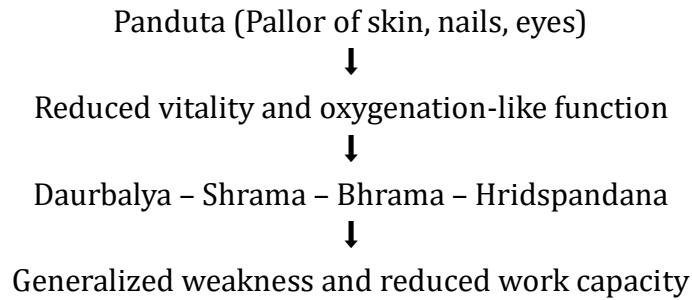 Panduta (Pallor of skin, nails, eyes)
Reduced vitality and oxygenation-like function
Daurbalya – Shrama – Bhrama – Hridspandana
Generalized weakness and reduced work capacity